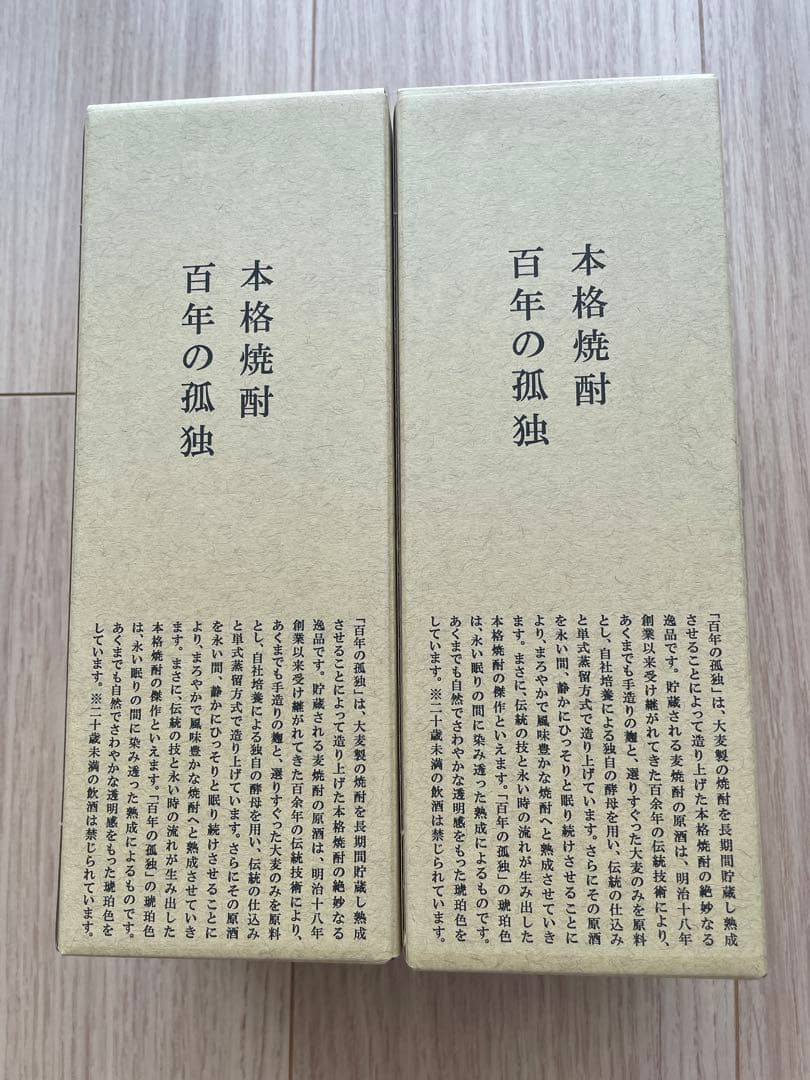 本格焼酎
百年の孤独
「百年の孤独」は、大麦製の焼酎を長期間貯蔵し熟成
させることによって造り上げた本格焼酎の絶妙なる
逸品です。貯蔵される麦焼酎の原酒は、明治十八年
創業以来受け継がれてきた百余年の伝統技術により、
あくまでも手造りの麹と、選りすぐった大麦のみを原料
とし、自社培養による独自の酵母を用い、伝統の仕込み
と単式蒸留方式で造り上げています。さらにその原酒
を永い間、静かにひっそりと眠り続けさせることに
より、まろやかで風味豊かな焼酎へと熟成させていき
ます。まさに、伝統の技と永い時の流れが生み出した
本格焼酎の傑作といえます。「百年の孤独」の琥珀色
は、永い眠りの間に染み透った熟成によるものです。
あくまでも自然でさわやかな透明感をもった琥珀色を
しています。※二十歳未満の飲酒は禁じられています。
本格焼酎
百年の孤独
「百年の孤独」は、大麦製の焼酎を長期間貯蔵し熟成
させることによって造り上げた本格焼酎の絶妙なる
逸品です。貯蔵される麦焼酎の原酒は、明治十八年
創業以来受け継がれてきた百余年の伝統技術により、
あくまでも手造りの麹と、選りすぐった大麦のみを原料
とし、自社培養による独自の酵母を用い、伝統の仕込み
と単式蒸留方式で造り上げています。さらにその原酒
を永い間、静かにひっそりと眠り続けさせることに
より、まろやかで風味豊かな焼酎へと熟成させていき
ます。まさに、伝統の技と永い時の流れが生み出した
本格焼酎の傑作といえます。「百年の孤独」の琥珀色
は、永い眠りの間に染み透った熟成によるものです。
あくまでも自然でさわやかな透明感をもった琥珀色を
しています。※二十歳未満の飲酒は禁じられています。